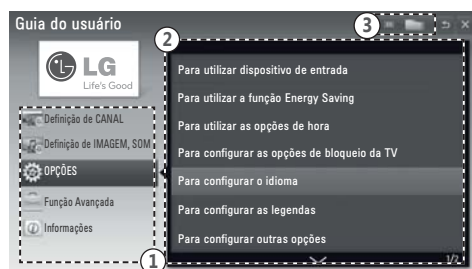 Guia do usuário
3
2
LG
Life's Good
Definição de CANAL
Definição de IMAGEM, SOM
OPÇÕES
Função Avançada
Informações
1
Para utilizar dispositivo de entrada
Para utilizar a função Energy Saving
Para utilizar as opções de hora
Para configurar as opções de bloqueio da TV
Para configurar o idioma
Para configurar as legendas
Para configurar outras opções
1/2